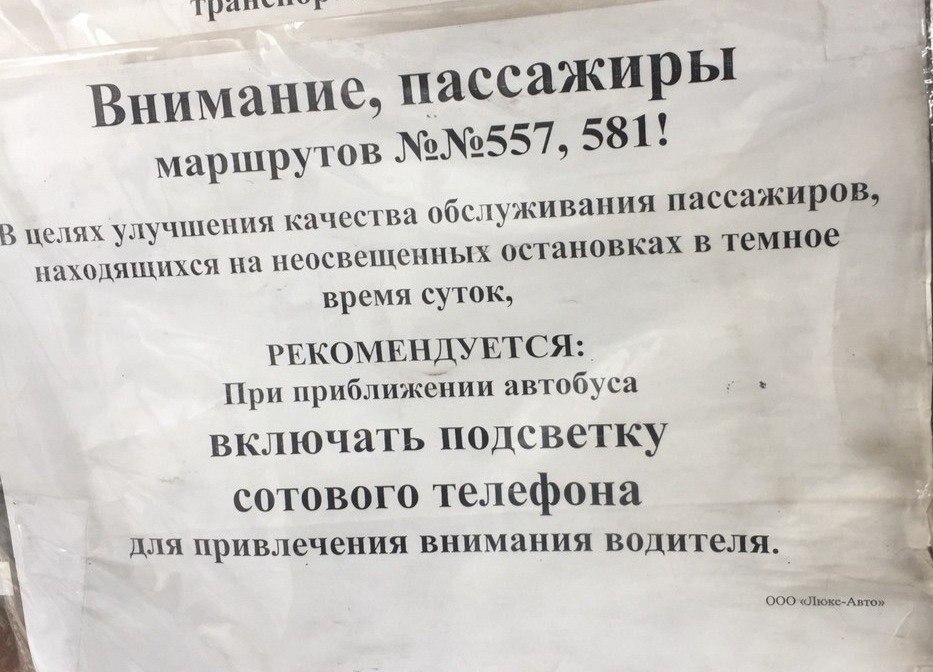 Внимание, пассажиры
маршрутов №№557, 581!
В целях улучшения качества обслуживания пассажиров,
находящихся на неосвещенных остановках в темное
время суток,
РЕКОМЕНДУЕТСЯ:
При приближении автобуса
включать подсветку
сотового телефона
для привлечения внимания водителя.
ООО «Люкс-Авто»